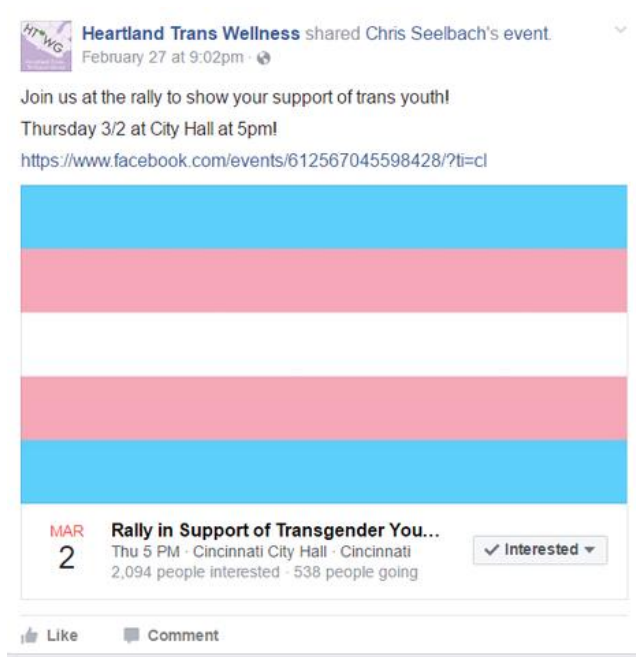 HTWG
Heartland Trans Wellness shared Chris Seelbach's event.
February 27 at 9:02pm ·
Join us at the rally to show your support of trans youth!
Thursday 3/2 at City Hall at 5pm!
https://www.facebook.com/events/612567045598428/?ti=cl
MAR
2
Rally in Support of Transgender You...
Thu 5 PM · Cincinnati City Hall · Cincinnati
2,094 people interested · 538 people going
Interested
Like Comment